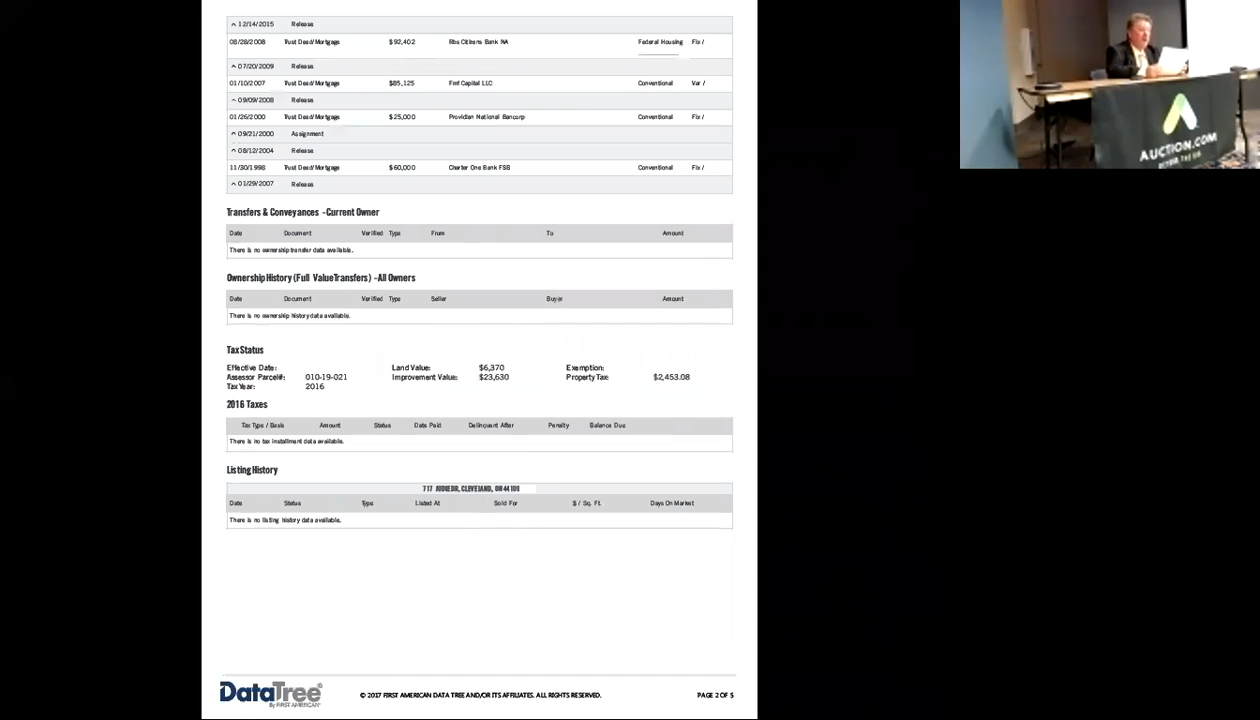 ^ 12/14/2015 Release
08/28/2008 Trust Deed/Mortgage $92,402 Rbs Citizens Bank NA Federal Housing Fix /
^ 07/20/2009 Release
01/10/2007 Trust Deed/Mortgage $85,125 Fmf Capital LLC Conventional Var /
^ 09/09/2008 Release
01/26/2000 Trust Deed/Mortgage $25,000 Providian National Bancorp Conventional Fix /
^ 09/21/2000 Assignment
^ 08/12/2004 Release
11/30/1998 Trust Deed/Mortgage $60,000 Charter One Bank FSB Conventional Fix /
^ 01/29/2007 Release
Transfers & Conveyances - Current Owner
Date Document Verified Type From To Amount
There is no ownership transfer data available.
Ownership History (Full Value Transfers) - All Owners
Date Document Verified Type Seller Buyer Amount
There is no ownership history data available.
Tax Status
Effective Date: Land Value: $6,370 Exemption:
Assessor Parcel#: 010-19-021 Improvement Value: $23,630 Property Tax: $2,453.08
Tax Year: 2016
2016 Taxes
Tax Type / Basis Amount Status Date Paid Delinquent After Penalty Balance Due
There is no tax installment data available.
Listing History
717 JUDIE DR, CLEVELAND, OH
Date Status Type Listed At Sold For $ / Sq. Ft. Days On Market
There is no listing history data available.
DataTree
By FIRST AMERICAN
© 2017 FIRST AMERICAN DATA TREE AND/OR ITS AFFILIATES. ALL RIGHTS RESERVED.
PAGE 2 OF 5
AUCTION.COM
BEYOND THE